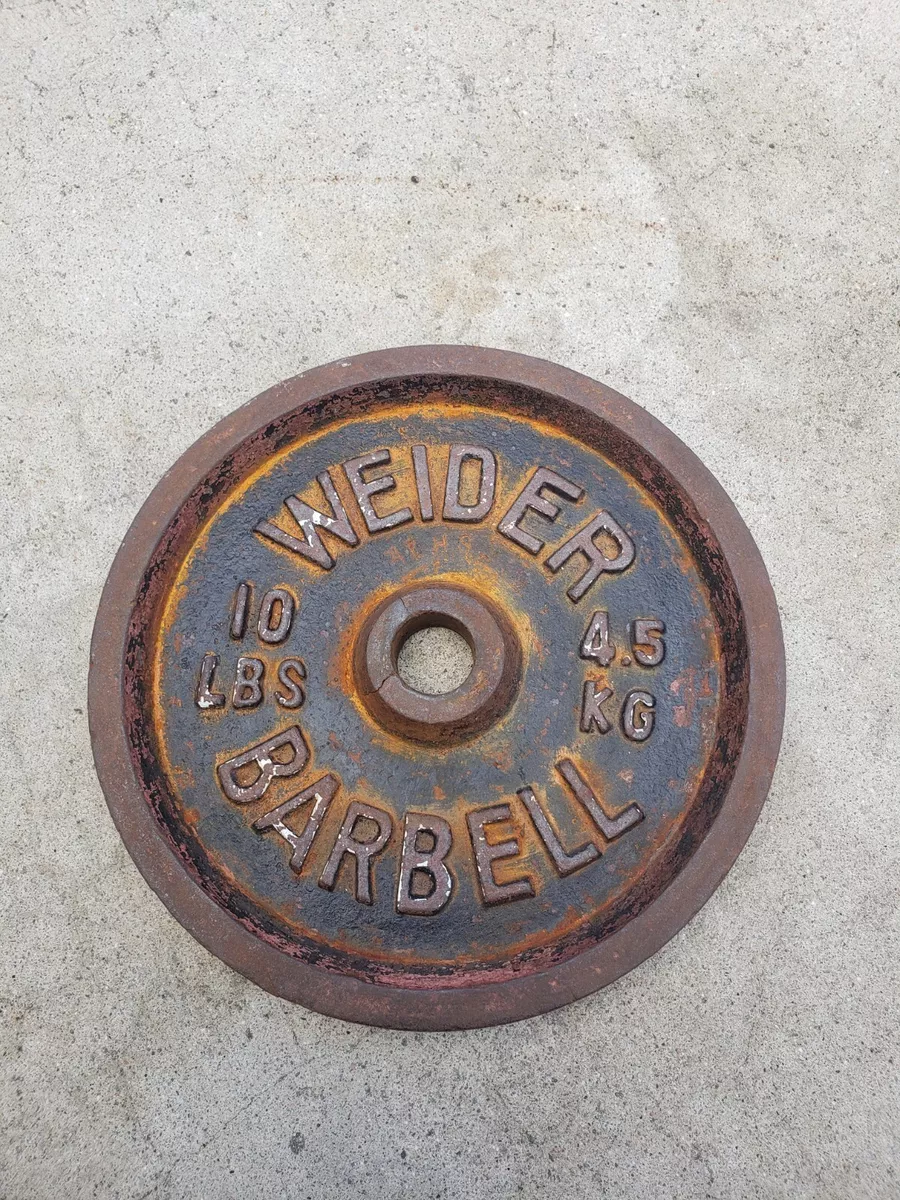 WEIDER
10
LBS
4.5
KG
BARBELL